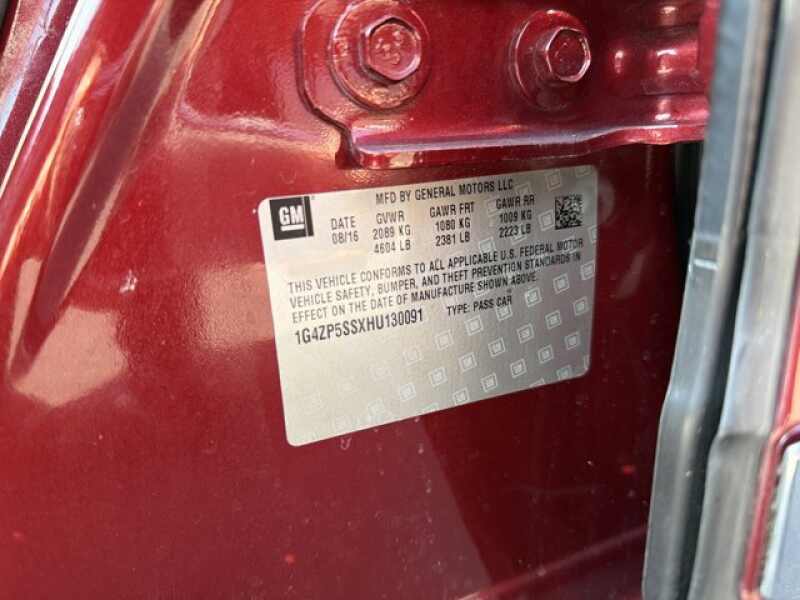 MFD BY GENERAL MOTORS LLC
GM
DATE GVWR GAWR FRT GAWR RR
08/16 2089 KG 1080 KG 1009 KG
4604 LB 2381 LB 2223 LB
THIS VEHICLE CONFORMS TO ALL APPLICABLE U.S. FEDERAL MOTOR
VEHICLE SAFETY, BUMPER, AND THEFT PREVENTION STANDARDS IN
EFFECT ON THE DATE OF MANUFACTURE SHOWN ABOVE.
1G4ZP5SSXHU130091 TYPE: PASS CAR